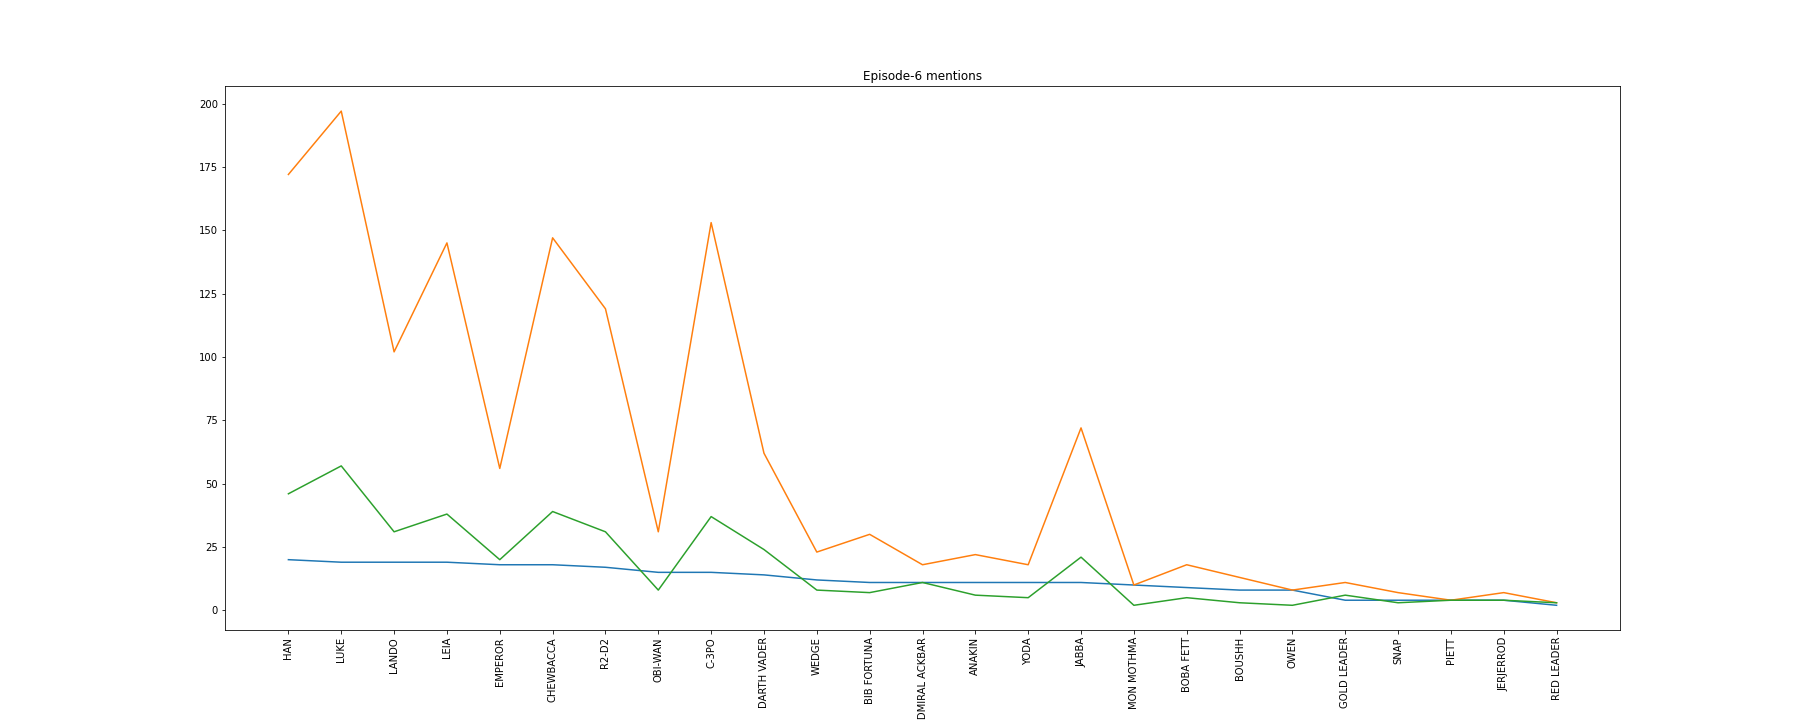 Episode-6 mentions
200
175
150
125
100
75
50
25
0
HAN
LUKE
LANDO
LEIA
EMPEROR
CHEWBACCA
R2-D2
OBI-WAN
C-3PO
DARTH VADER
WEDGE
BIB FORTUNA
DMIRAL ACKBAR
ANAKIN
YODA
JABBA
MON MOTHMA
BOBA FETT
BOUSHH
OWEN
GOLD LEADER
SNAP
PIETT
JERJERROD
RED LEADER